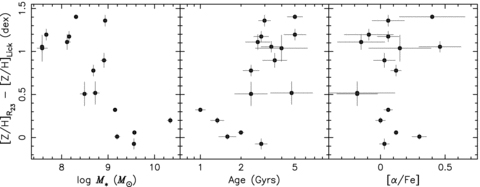 [Z/H]R23 − [Z/H]Lick (dex)
1.5
1
0.5
0
8 9 10
1 2 5
0 0.5
log M* (M⊙)
Age (Gyrs)
[α/Fe]